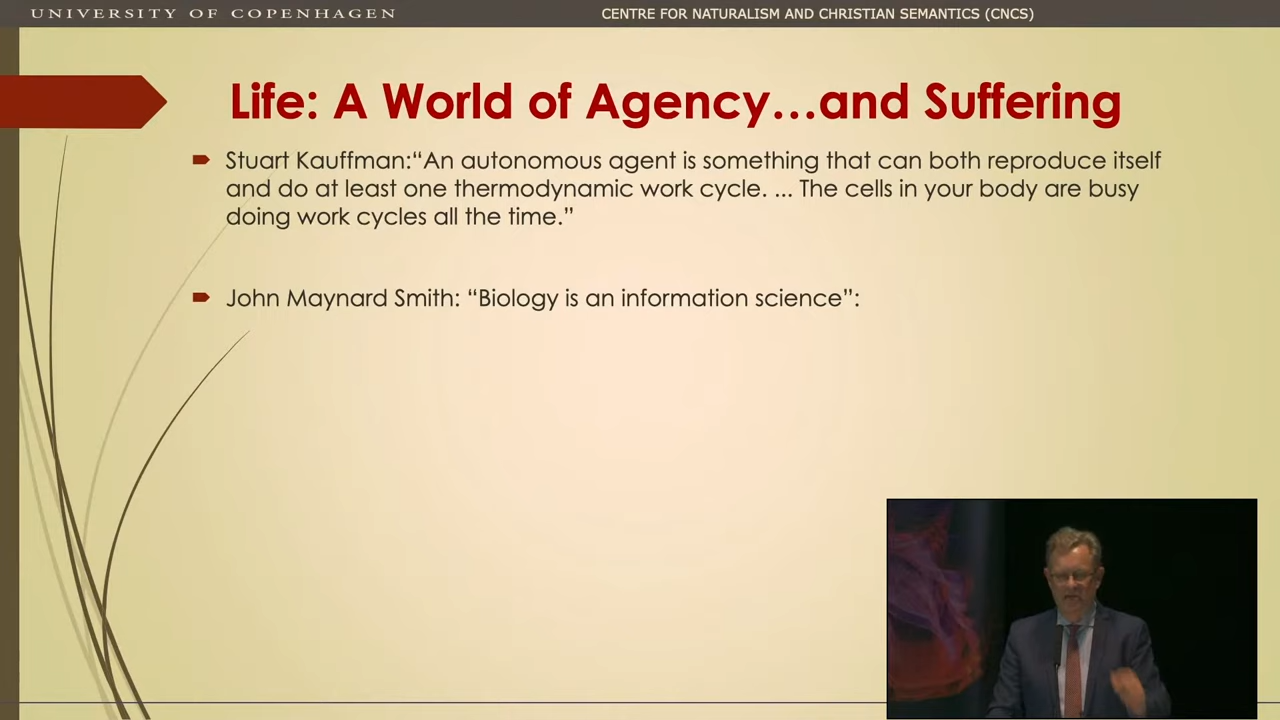 UNIVERSITY OF COPENHAGEN
CENTRE FOR NATURALISM AND CHRISTIAN SEMANTICS (CNCS)
Life: A World of Agency…and Suffering
Stuart Kauffman:“An autonomous agent is something that can both reproduce itself
and do at least one thermodynamic work cycle. ... The cells in your body are busy
doing work cycles all the time.”
John Maynard Smith: “Biology is an information science”: